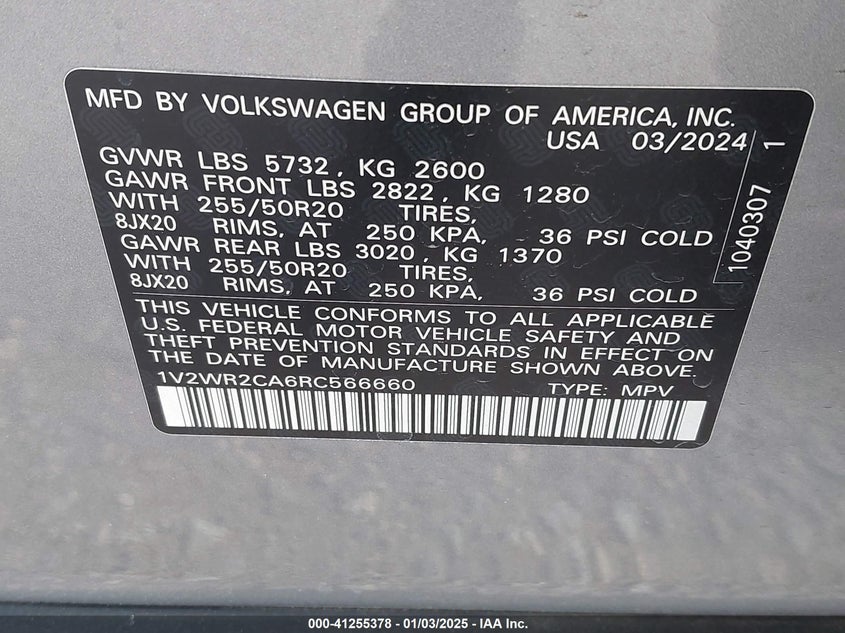 MFD BY VOLKSWAGEN GROUP OF AMERICA, INC.
USA 03/2024
GVWR LBS 5732, KG 2600
GAWR FRONT LBS 2822, KG 1280
WITH 255/50R20 TIRES,
8JX20 RIMS, AT 250 KPA, 36 PSI COLD
GAWR REAR LBS 3020, KG 1370
WITH 255/50R20 TIRES,
8JX20 RIMS, AT 250 KPA, 36 PSI COLD
THIS VEHICLE CONFORMS TO ALL APPLICABLE
U.S. FEDERAL MOTOR VEHICLE SAFETY AND
THEFT PREVENTION STANDARDS IN EFFECT ON
THE DATE OF MANUFACTURE SHOWN ABOVE.
1V2WR2CA6RC566660 TYPE: MPV
1040307 1
000-41255378 - 01/03/2025 - © IAA, Inc.